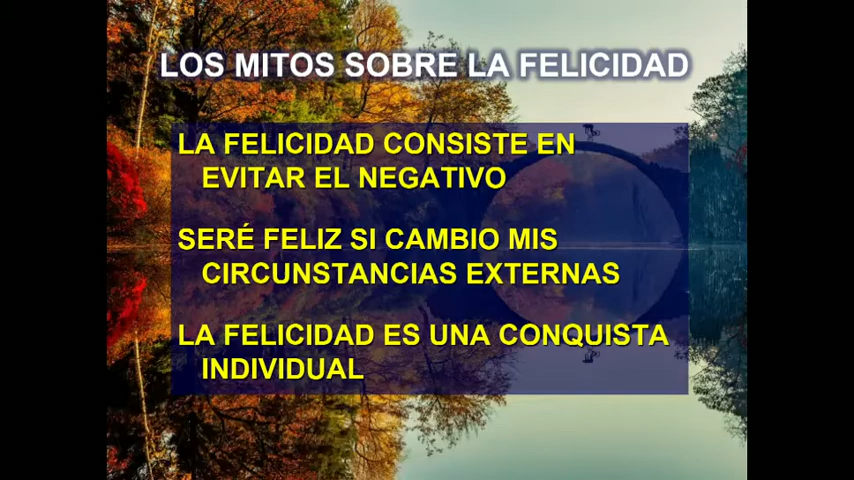 LOS MITOS SOBRE LA FELICIDAD
LA FELICIDAD CONSISTE EN
EVITAR EL NEGATIVO
SERÉ FELIZ SI CAMBIO MIS
CIRCUNSTANCIAS EXTERNAS
LA FELICIDAD ES UNA CONQUISTA
INDIVIDUAL